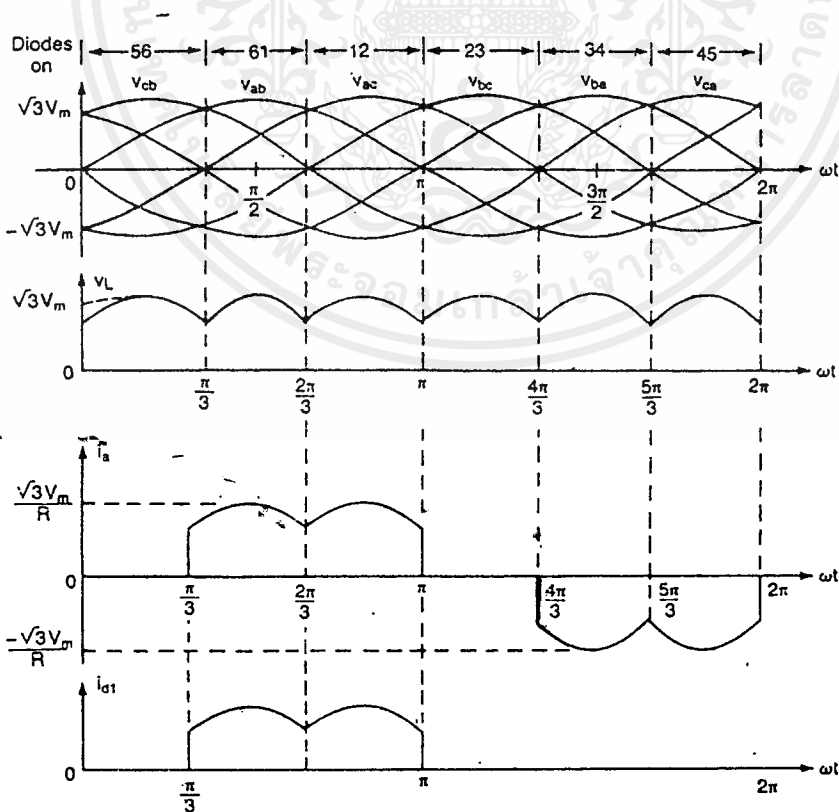 Diodes on
56 61 12 23 34 45
v_cb v_ab v_ac v_bc v_ba v_ca
√3V_m
0 π/2 π 3π/2 2π ωt
-√3V_m
v_L
√3V_m
0 ωt
π/3 2π/3 π 4π/3 5π/3 2π
i_a
√3V_m/R
0 ωt
π/3 2π/3 π 4π/3 5π/3 2π
-√3V_m/R
i_d1
0 ωt
π/3 π 2π